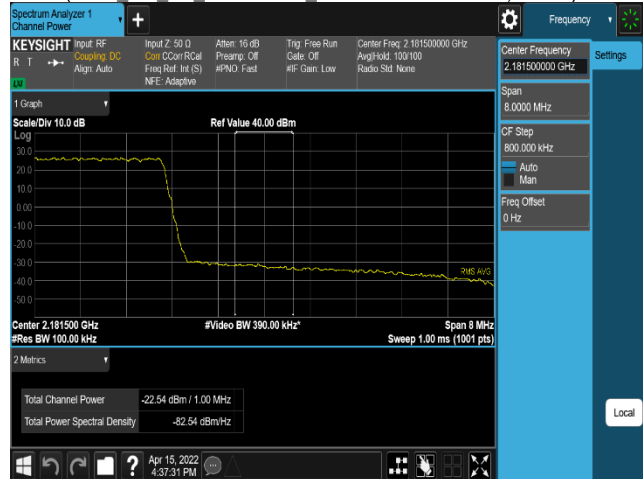 Spectrum Analyzer 1
Channel Power
+
Frequency
KEYSIGHT
R T
LXI
Input: RF
Coupling: DC
Align: Auto
Input Z: 50 Ω
Corr CCorr RCal
Freq Ref: Int (S)
NFE: Adaptive
Atten: 16 dB
Preamp: Off
#PNO: Fast
Trig: Free Run
Gate: Off
#IF Gain: Low
Center Freq: 2.181500000 GHz
Avg|Hold: 100/100
Radio Std: None
Center Frequency
2.181500000 GHz
Settings
Span
8.0000 MHz
CF Step
800.000 kHz
Auto
Man
Freq Offset
0 Hz
1 Graph
Scale/Div 10.0 dB
Ref Value 40.00 dBm
Log
30.0
20.0
10.0
0.00
-10.0
-20.0
-30.0
-40.0
-50.0
RMS AVG
Center 2.181500 GHz
#Video BW 390.00 kHz*
Span 8 MHz
#Res BW 100.00 kHz
Sweep 1.00 ms (1001 pts)
2 Metrics
Total Channel Power -22.54 dBm / 1.00 MHz
Total Power Spectral Density -82.54 dBm/Hz
Local
?
Apr 15, 2022
4:37:31 PM